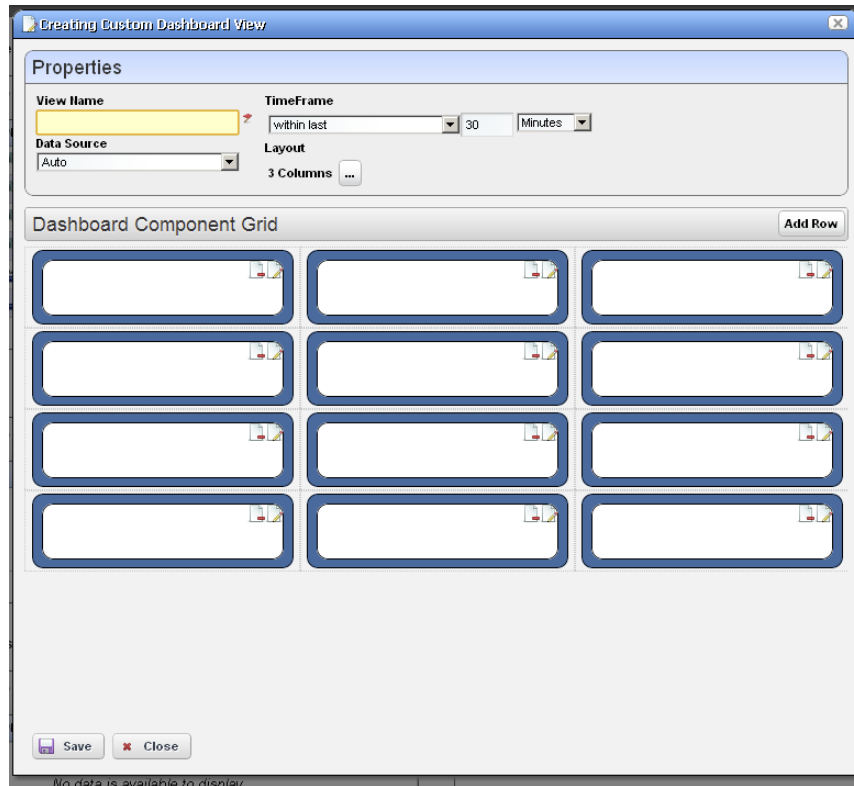 Creating Custom Dashboard View
Properties
View Name
TimeFrame
within last
30
Minutes
Data Source
Auto
Layout
3 Columns
...
Dashboard Component Grid
Add Row
Save
Close
No data is available to display